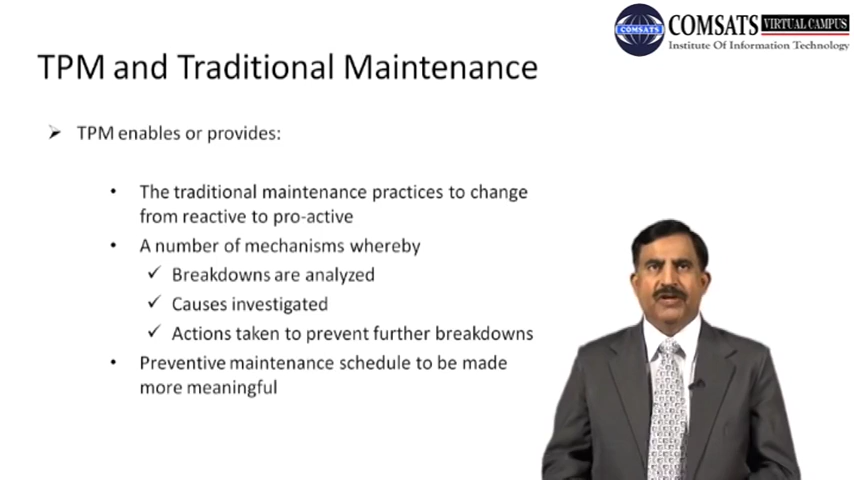 COMSATS
COMSATS VIRTUAL CAMPUS
Institute Of Information Technology
TPM and Traditional Maintenance
TPM enables or provides:
The traditional maintenance practices to change
from reactive to pro-active
A number of mechanisms whereby
Breakdowns are analyzed
Causes investigated
Actions taken to prevent further breakdowns
Preventive maintenance schedule to be made
more meaningful